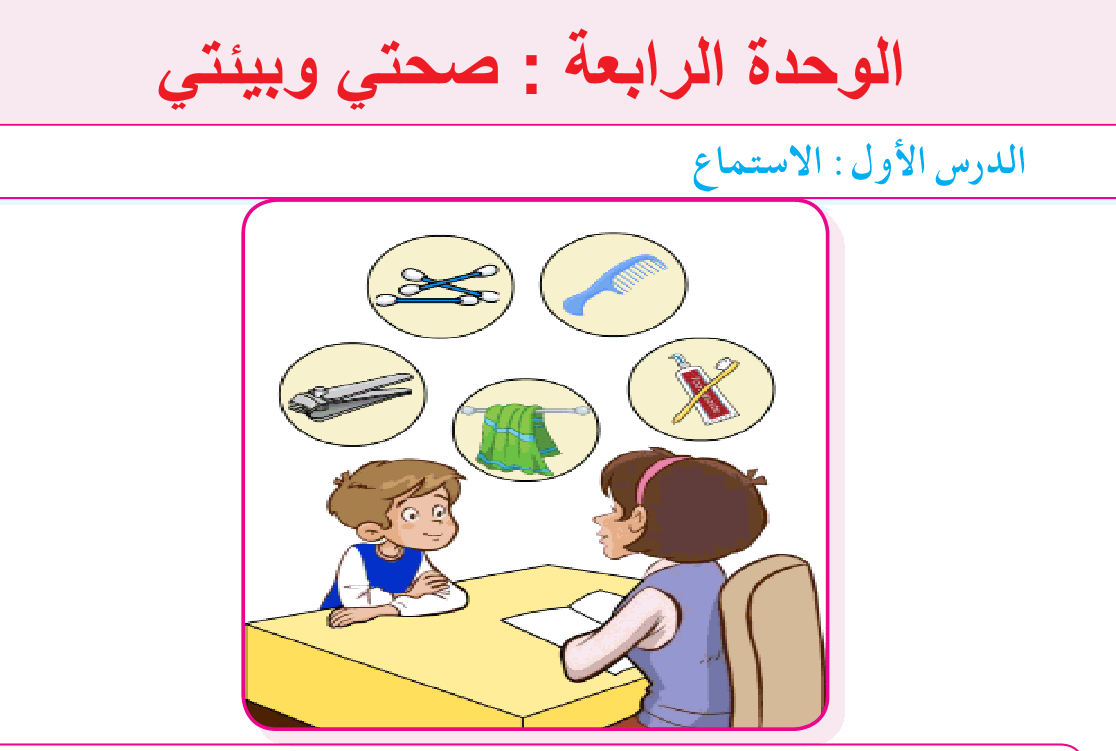 الوحدة الرابعة : صحتي وبيئتي
الدرس الأول : الاستماع